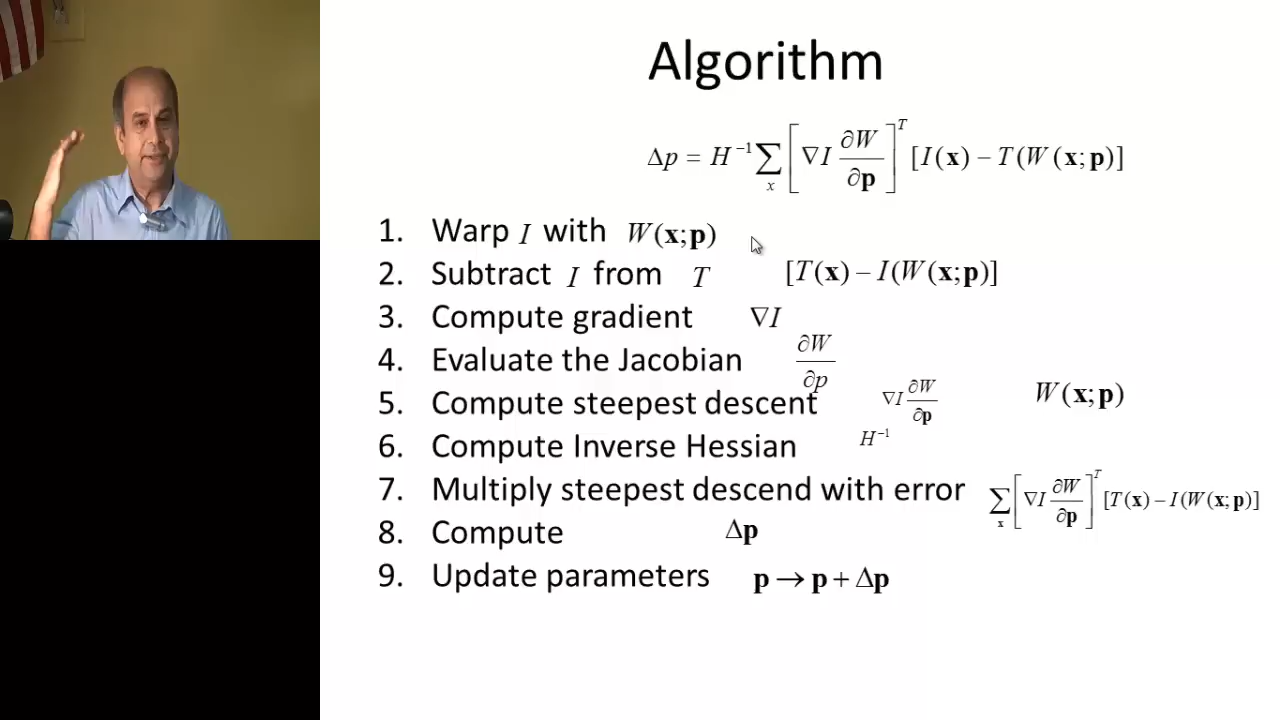 Algorithm
Δp = H⁻¹ ∑ₓ [∇I ∂W/∂𝐩]ᵀ [I(𝐱) − T(W(𝐱;𝐩)]
1. Warp I with W(𝐱;𝐩)
2. Subtract I from T [T(𝐱) − I(W(𝐱;𝐩)]
3. Compute gradient ∇I
4. Evaluate the Jacobian ∂W/∂p
5. Compute steepest descent ∇I ∂W/∂𝐩 W(𝐱;𝐩)
6. Compute Inverse Hessian H⁻¹
7. Multiply steepest descend with error ∑ₓ [∇I ∂W/∂𝐩]ᵀ [T(𝐱) − I(W(𝐱;𝐩)]
8. Compute Δ𝐩
9. Update parameters 𝐩 → 𝐩 + Δ𝐩